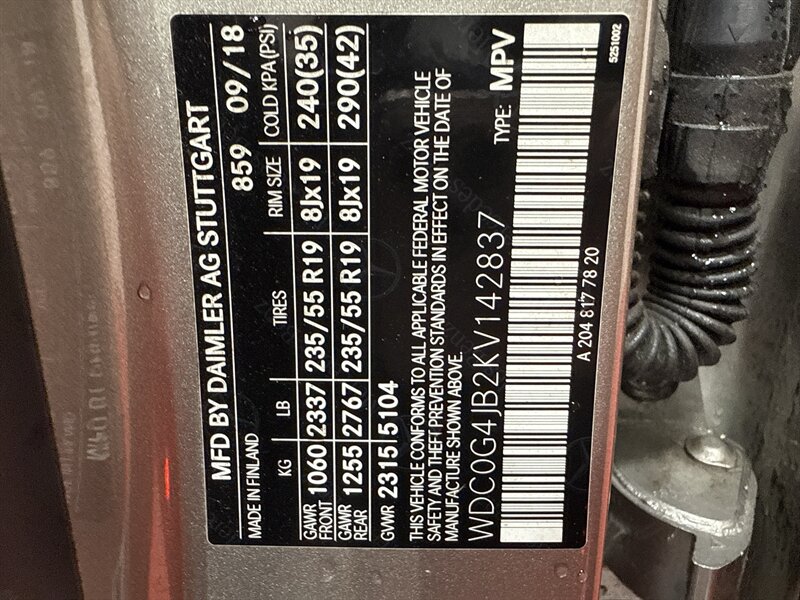 MFD BY DAIMLER AG STUTTGART
MADE IN FINLAND 859 09/18
KG LB TIRES RIM SIZE COLD KPA(PSI)
GAWR FRONT 1060 2337 235/55 R19 8Jx19 240(35)
GAWR REAR 1255 2767 235/55 R19 8Jx19 290(42)
GVWR 2315 5104
THIS VEHICLE CONFORMS TO ALL APPLICABLE FEDERAL MOTOR VEHICLE
SAFETY AND THEFT PREVENTION STANDARDS IN EFFECT ON THE DATE OF
MANUFACTURE SHOWN ABOVE.
WDC0G4JB2KV142837 TYPE: MPV
A 204 817 78 20 5251002